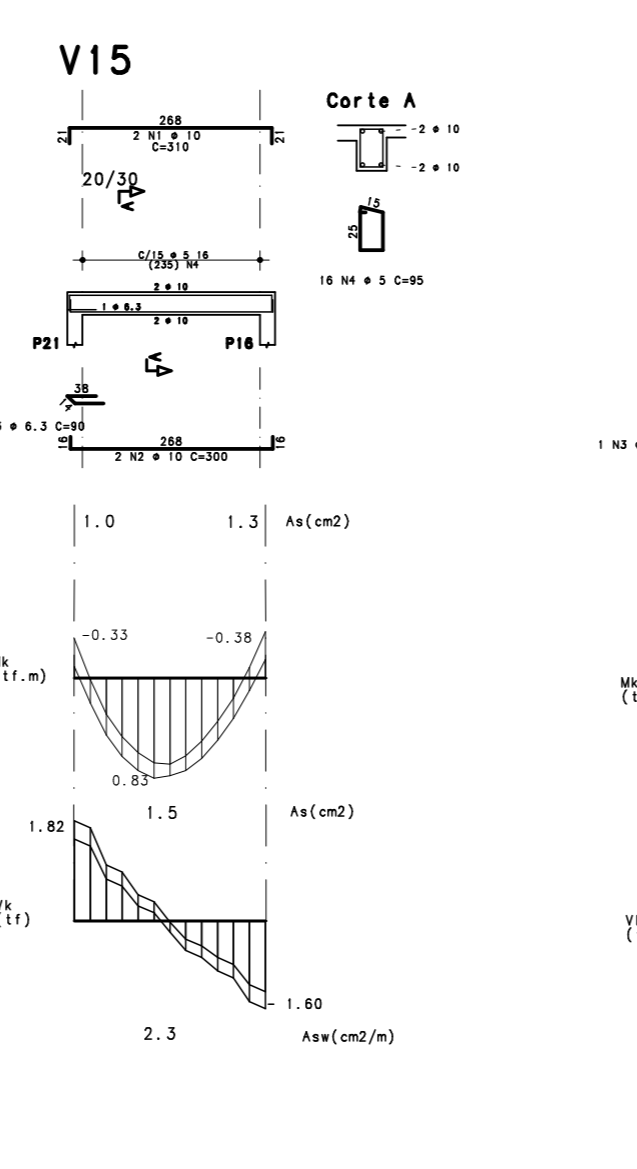 V15
Corte A
268
21
2 N1 ø 10
21
C=310
-2 ø 10
-2 ø 10
20/30
15
25
C/15 ø 5 16
(235) N4
16 N4 ø 5 C=95
2 ø 10
1 ø 6.3
2 ø 10
P21
P16
38
ø 6.3 C=90
16
268
16
2 N2 ø 10 C=300
1 N3
1.0
1.3
As(cm2)
-0.33
-0.38
tf.m)
Mk
0.83
1.5
As(cm2)
1.82
tf)
- 1.60
2.3
Asw(cm2/m)